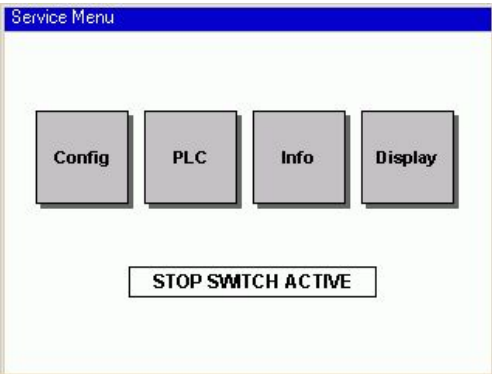 Service Menu
Config PLC Info Display
STOP SWITCH ACTIVE